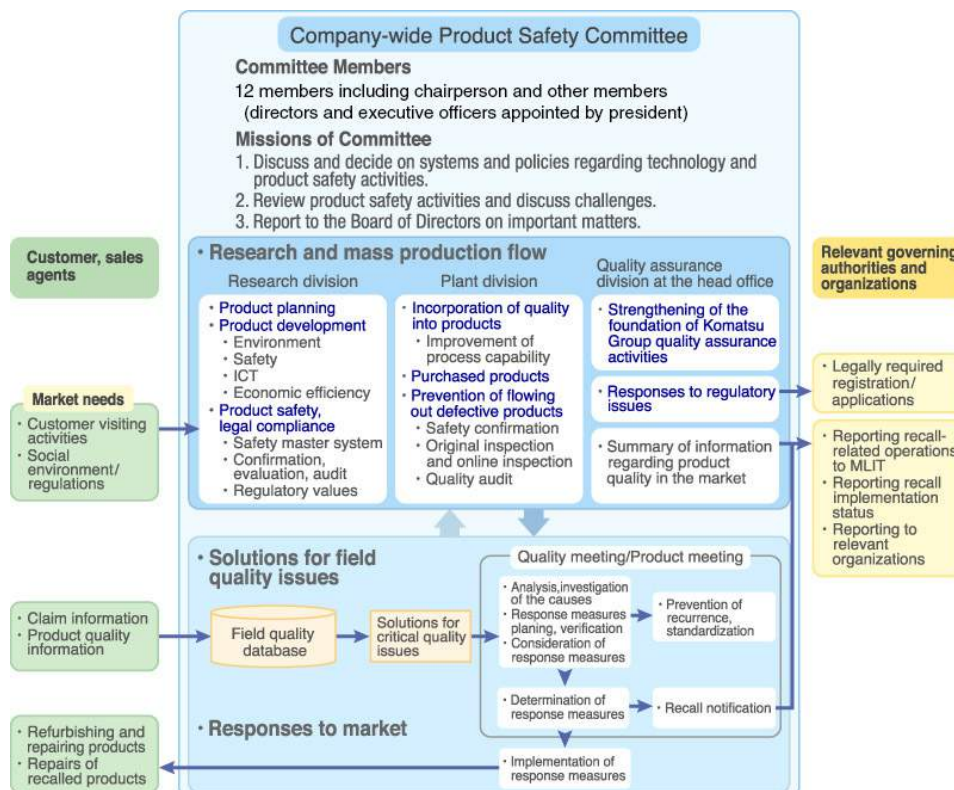 Company-wide Product Safety Committee
Committee Members
12 members including chairperson and other members
(directors and executive officers appointed by president)
Missions of Committee
1. Discuss and decide on systems and policies regarding technology and
product safety activities.
2. Review product safety activities and discuss challenges.
3. Report to the Board of Directors on important matters.
Customer, sales
agents
Market needs
・Customer visiting
activities
・Social
environment/
regulations
・Research and mass production flow
Research division
・Product planning
・Product development
・Environment
・Safety
・ICT
・Economic efficiency
・Product safety,
legal compliance
・Safety master system
・Confirmation,
evaluation, audit
・Regulatory values
Plant division
・Incorporation of quality
into products
・Improvement of
process capability
・Purchased products
・Prevention of flowing
out defective products
・Safety confirmation
・Original inspection
and online inspection
・Quality audit
Quality assurance
division at the head office
・Strengthening of the
foundation of Komatsu
Group quality assurance
activities
・Responses to regulatory
issues
・Summary of information
regarding product
quality in the market
Relevant governing
authorities and
organizations
・Legally required
registration/
applications
・Reporting recall-
related operations
to MLIT
・Reporting recall
implementation
status
・Reporting to
relevant
organizations
・Solutions for field
quality issues
・Claim information
・Product quality
information
Field quality
database
Solutions for
critical quality
issues
Quality meeting/Product meeting
・Analysis,investigation
of the causes
・Response measures
planing, verification
・Consideration of
response measures
・Prevention of
recurrence,
standardization
・Determination of
response measures
・Recall notification
・Responses to market
・Implementation of
response measures
・Refurbishing and
repairing products
・Repairs of
recalled products